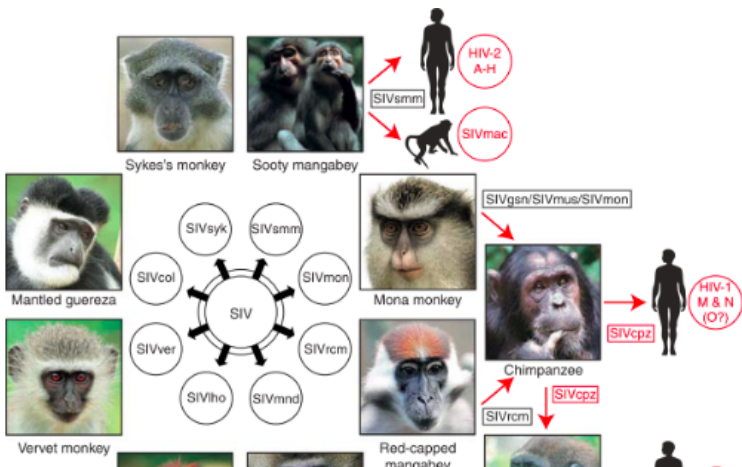 HIV-2
A-H
SIVsmm
SIVmac
Sykes's monkey
Sooty mangabey
SIVgsn/SIVmus/SIVmon
SIVsyk
SIVsmm
SIVcol
SIVmon
Mantled guereza
Mona monkey
SIV
HIV-1
M & N
(O?)
SIVcpz
SIVver
SIVrcm
Chimpanzee
SIVlho
SIVmnd
SIVcpz
SIVrcm
Vervet monkey
Red-capped
mangabey